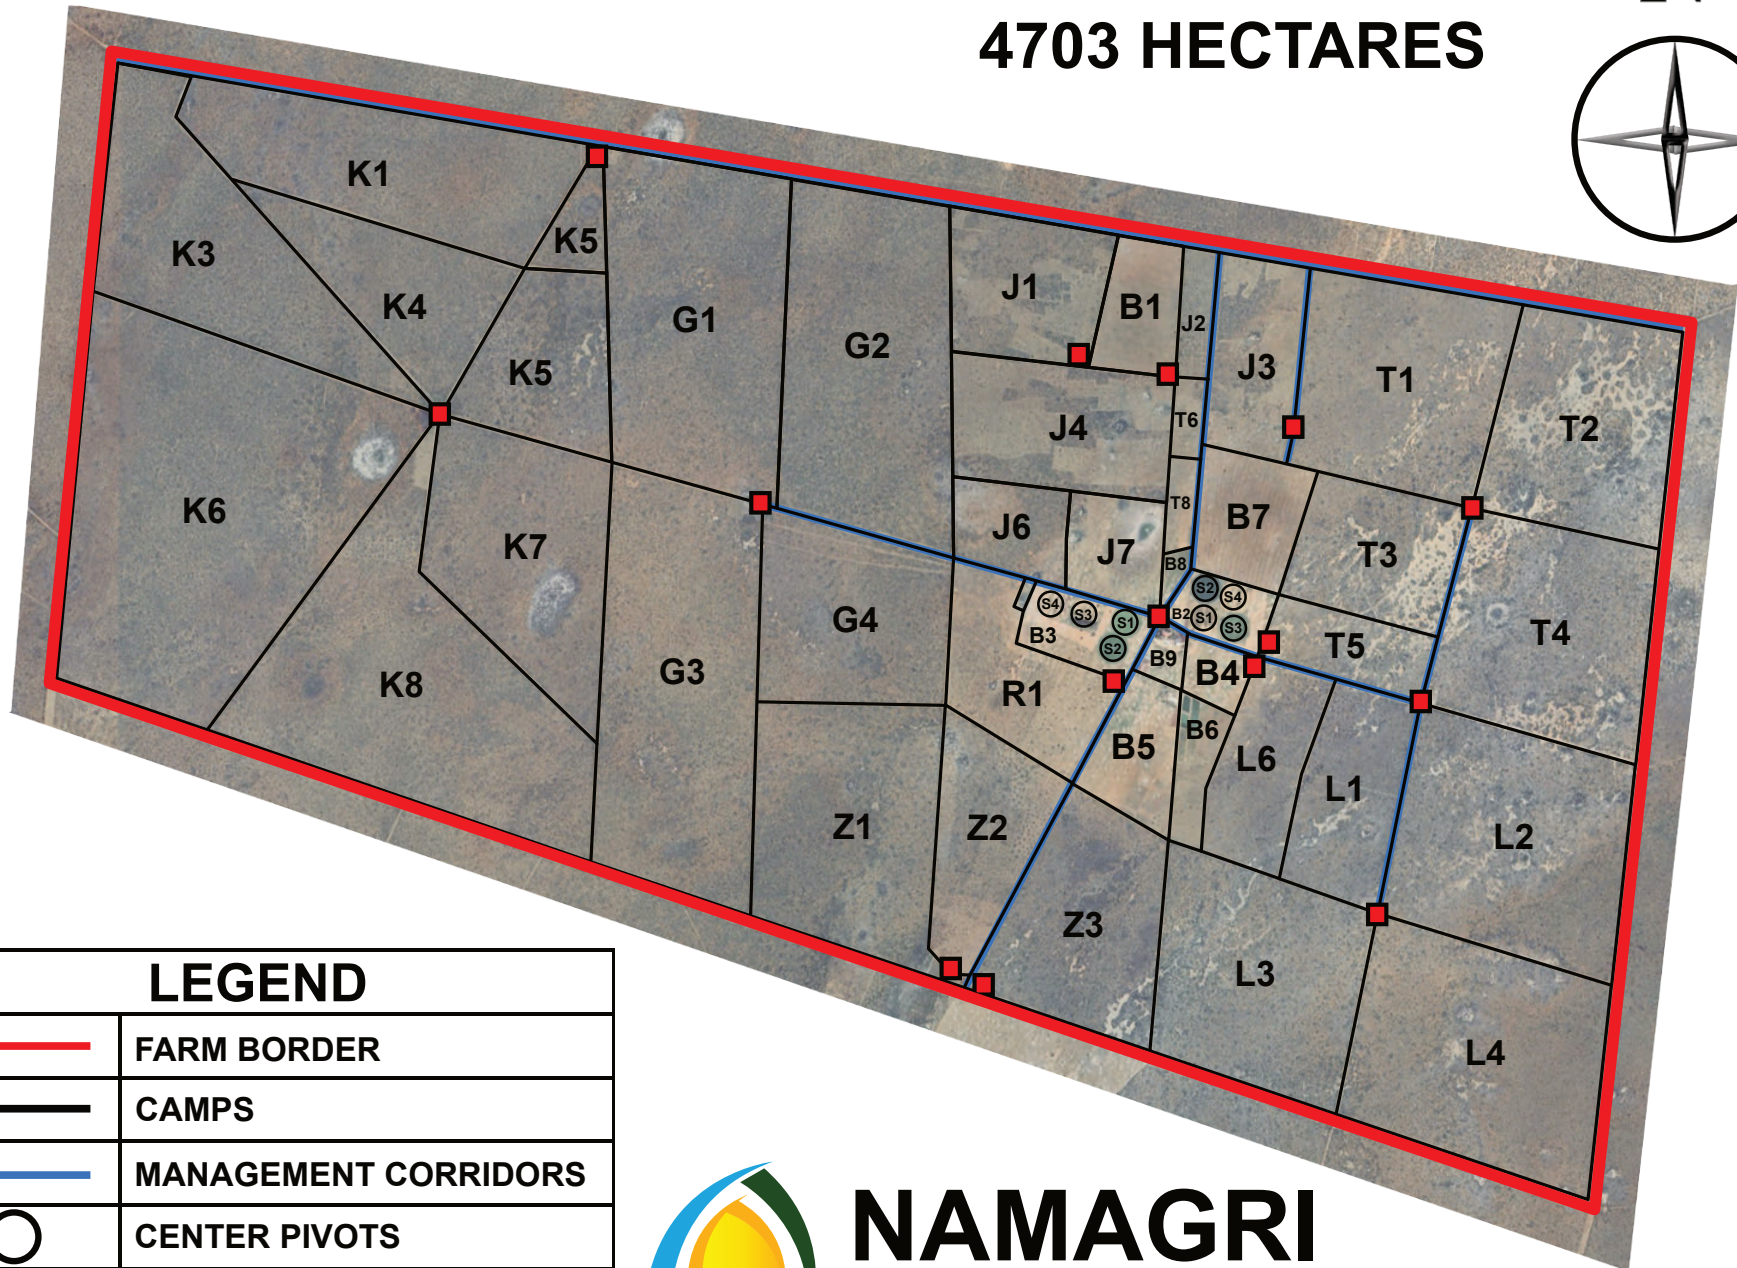 4703 HECTARES
K1
K3
K5
K4
K5
G1
G2
J1
B1
J2
J3
T1
T2
J4
T6
K6
K7
J6
J7
T8
B7
T3
B8
S2
S4
S4
S3
S1
B2
S1
S3
B3
S2
T5
T4
G4
B9
B4
K8
G3
R1
B5
B6
L6
L1
L2
Z1
Z2
Z3
L3
L4
LEGEND
FARM BORDER
CAMPS
MANAGEMENT CORRIDORS
CENTER PIVOTS
NAMAGRI